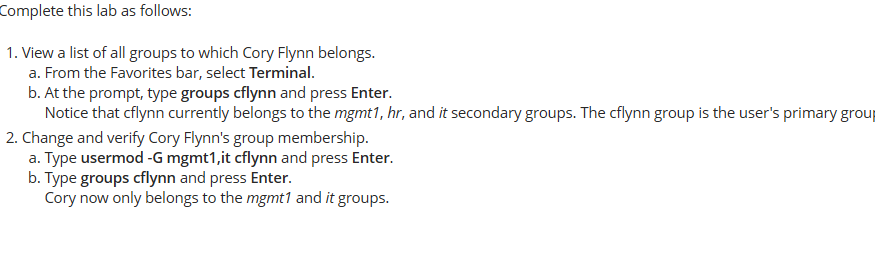 Complete this lab as follows:
1. View a list of all groups to which Cory Flynn belongs.
a. From the Favorites bar, select Terminal.
b. At the prompt, type groups cflynn and press Enter.
Notice that cflynn currently belongs to the mgmt1, hr, and it secondary groups. The cflynn group is the user's primary group
2. Change and verify Cory Flynn's group membership.
a. Type usermod -G mgmt1,it cflynn and press Enter.
b. Type groups cflynn and press Enter.
Cory now only belongs to the mgmt1 and it groups.